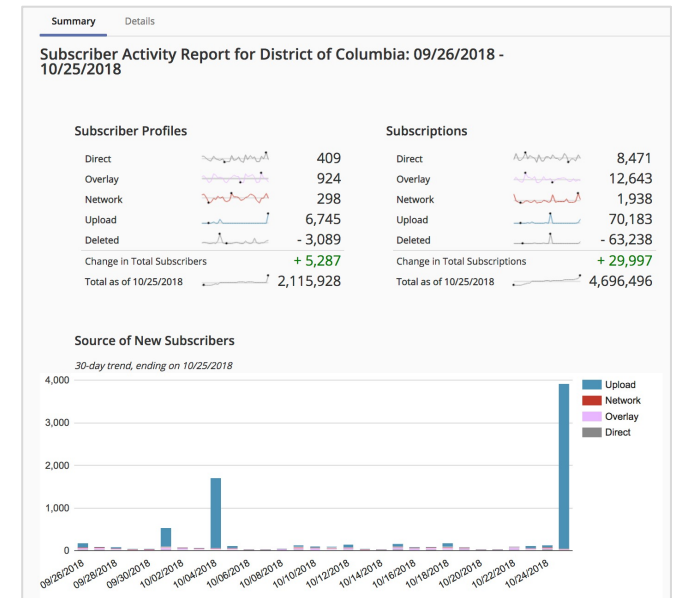 Summary Details
Subscriber Activity Report for District of Columbia: 09/26/2018 -
10/25/2018
Subscriber Profiles
Direct 409
Overlay 924
Network 298
Upload 6,745
Deleted - 3,089
Change in Total Subscribers + 5,287
Total as of 10/25/2018 2,115,928
Subscriptions
Direct 8,471
Overlay 12,643
Network 1,938
Upload 70,183
Deleted - 63,238
Change in Total Subscriptions + 29,997
Total as of 10/25/2018 4,696,496
Source of New Subscribers
30-day trend, ending on 10/25/2018
4,000
3,000
2,000
1,000
0
Upload
Network
Overlay
Direct
09/26/2018 09/28/2018 09/30/2018 10/02/2018 10/04/2018 10/06/2018 10/08/2018 10/10/2018 10/12/2018 10/14/2018 10/16/2018 10/18/2018 10/20/2018 10/22/2018 10/24/2018